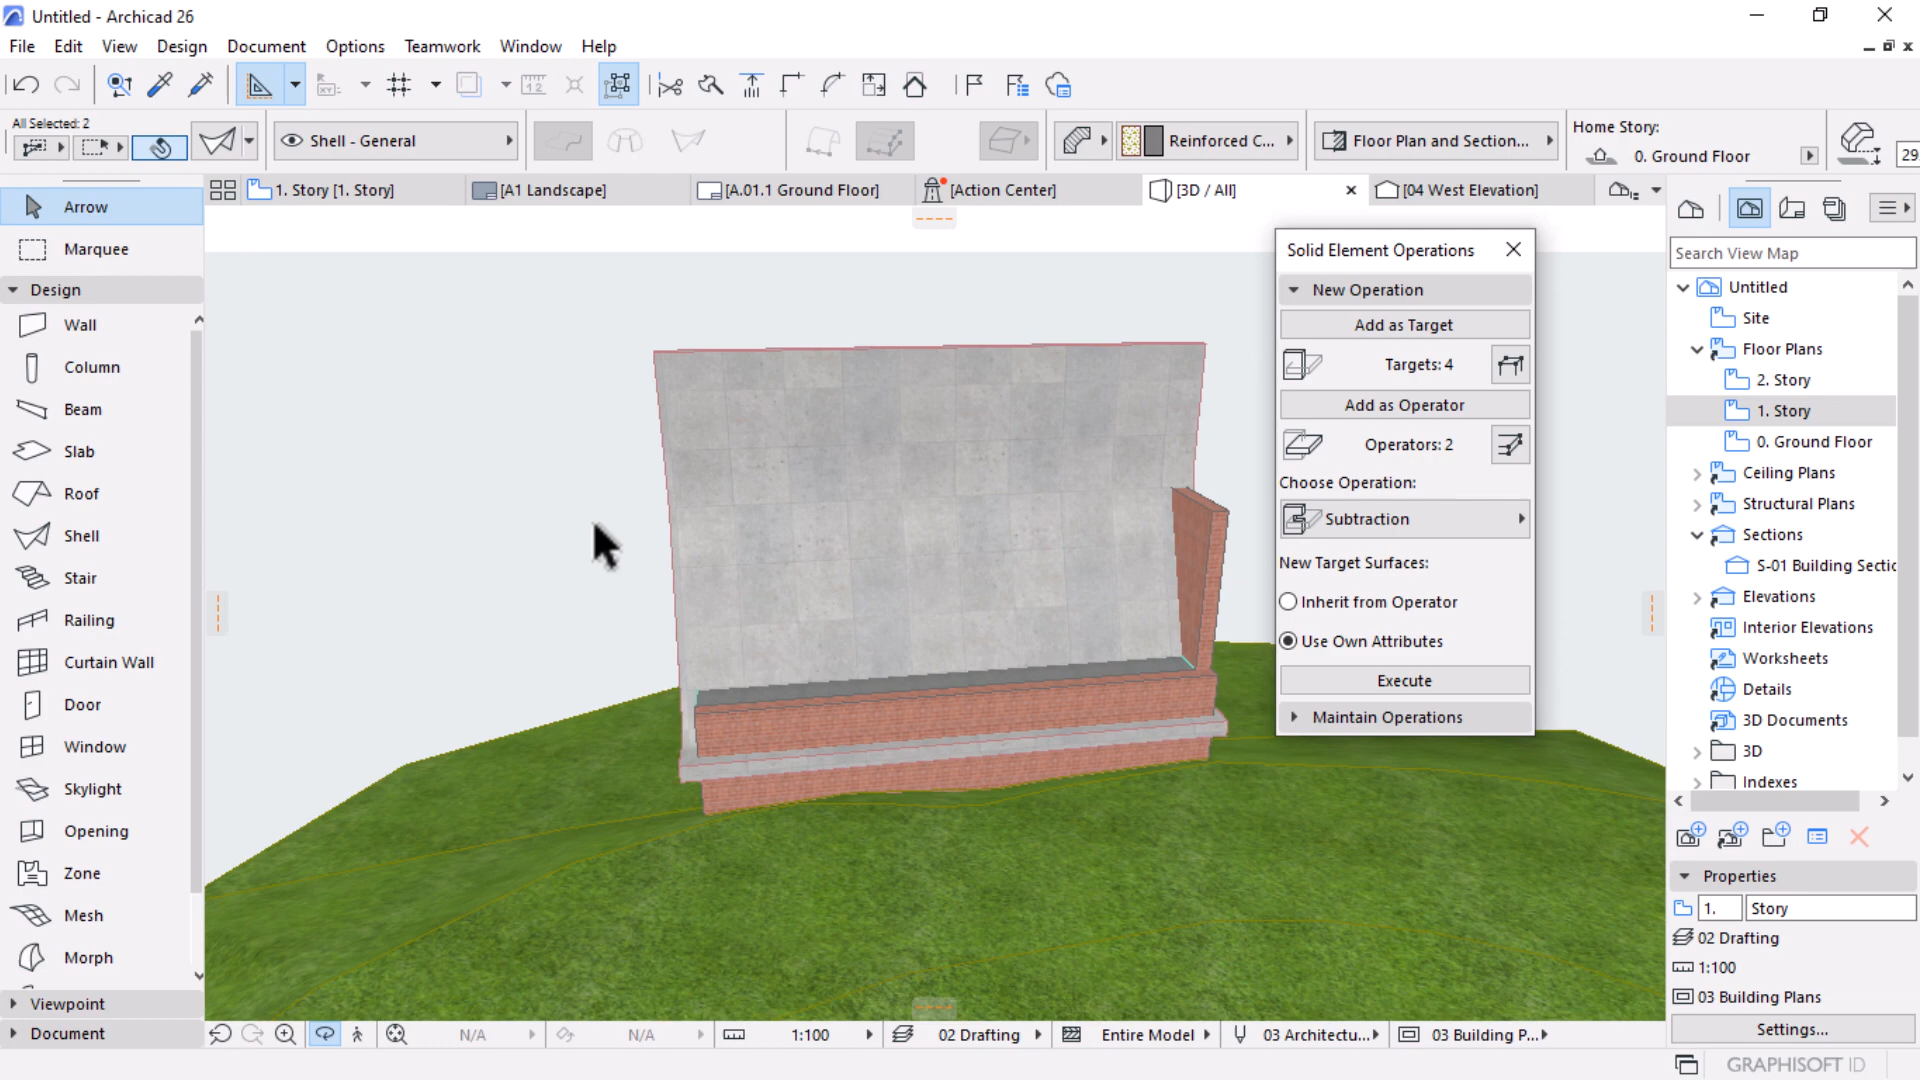 Untitled - Archicad 26
File Edit View Design Document Options Teamwork Window Help
All Selected: 2
Shell - General
Reinforced C...
Floor Plan and Section...
Home Story:
0. Ground Floor
29
1. Story [1. Story]
[A1 Landscape]
[A.01.1 Ground Floor]
[Action Center]
[3D / All]
[04 West Elevation]
Arrow
Marquee
Design
Wall
Column
Beam
Slab
Roof
Shell
Stair
Railing
Curtain Wall
Door
Window
Skylight
Opening
Zone
Mesh
Morph
Viewpoint
Document
Solid Element Operations
New Operation
Add as Target
Targets: 4
Add as Operator
Operators: 2
Choose Operation:
Subtraction
New Target Surfaces:
Inherit from Operator
Use Own Attributes
Execute
Maintain Operations
Search View Map
Untitled
Site
Floor Plans
2. Story
1. Story
0. Ground Floor
Ceiling Plans
Structural Plans
Sections
S-01 Building Sectic
Elevations
Interior Elevations
Worksheets
Details
3D Documents
3D
Indexes
Properties
1. Story
02 Drafting
1:100
03 Building Plans
Settings...
N/A
N/A
1:100
02 Drafting
Entire Model
03 Architectu...
03 Building P...
GRAPHISOFT ID